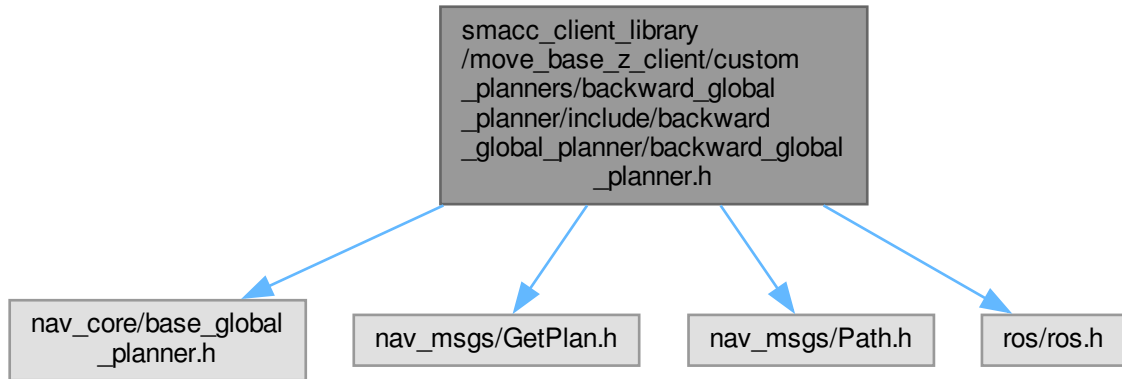 smacc_client_library
/move_base_z_client/custom
_planners/backward_global
_planner/include/backward
_global_planner/backward_global
_planner.h
nav_core/base_global
_planner.h
nav_msgs/GetPlan.h
nav_msgs/Path.h
ros/ros.h